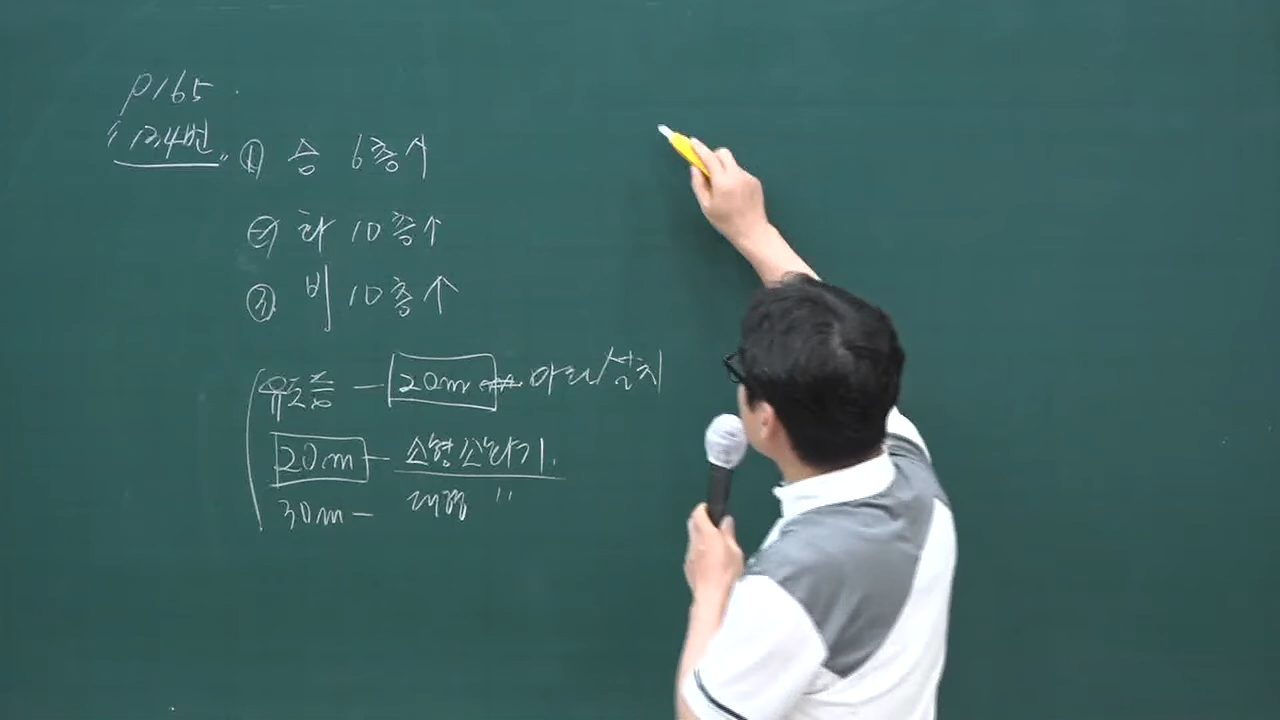 P165
"134번" ① 승 6층↑
② 화 10층↑
③ 비 10층↑
유도등 — 20m 마다/설치
20m — 소형소화기.
30m — 대형 "